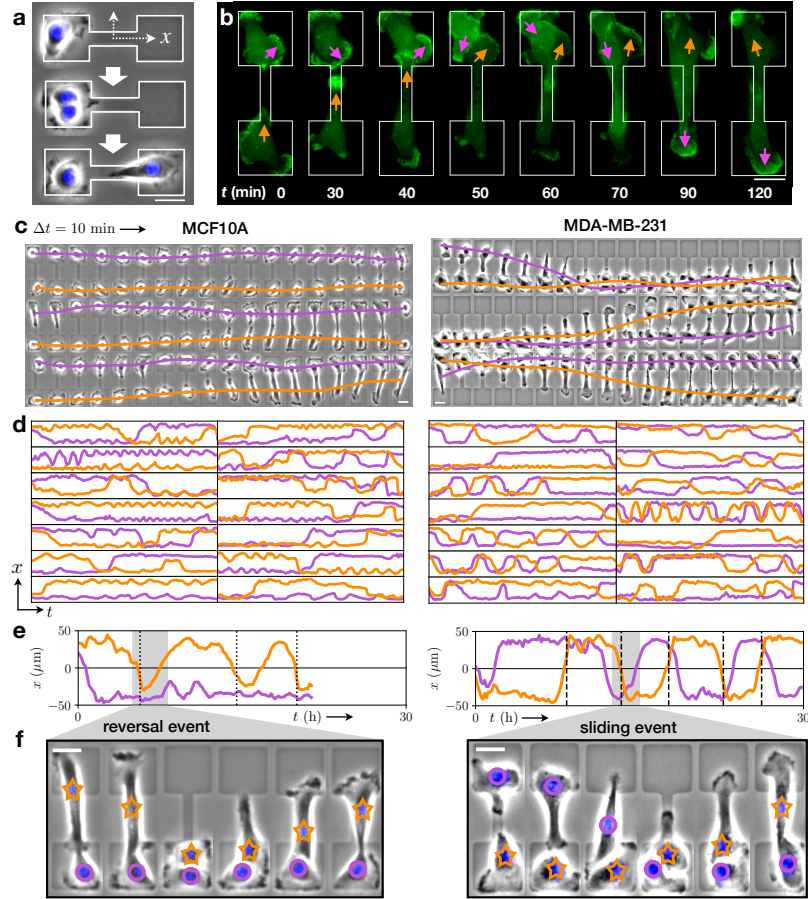 a
x
b
t (min) 0 30 40 50 60 70 90 120
c Δt = 10 min MCF10A MDA-MB-231
d
x
t
e
50
0
−50
x (μm)
0 t (h) 30
50
0
−50
x (μm)
0 t (h) 30
reversal event sliding event
f